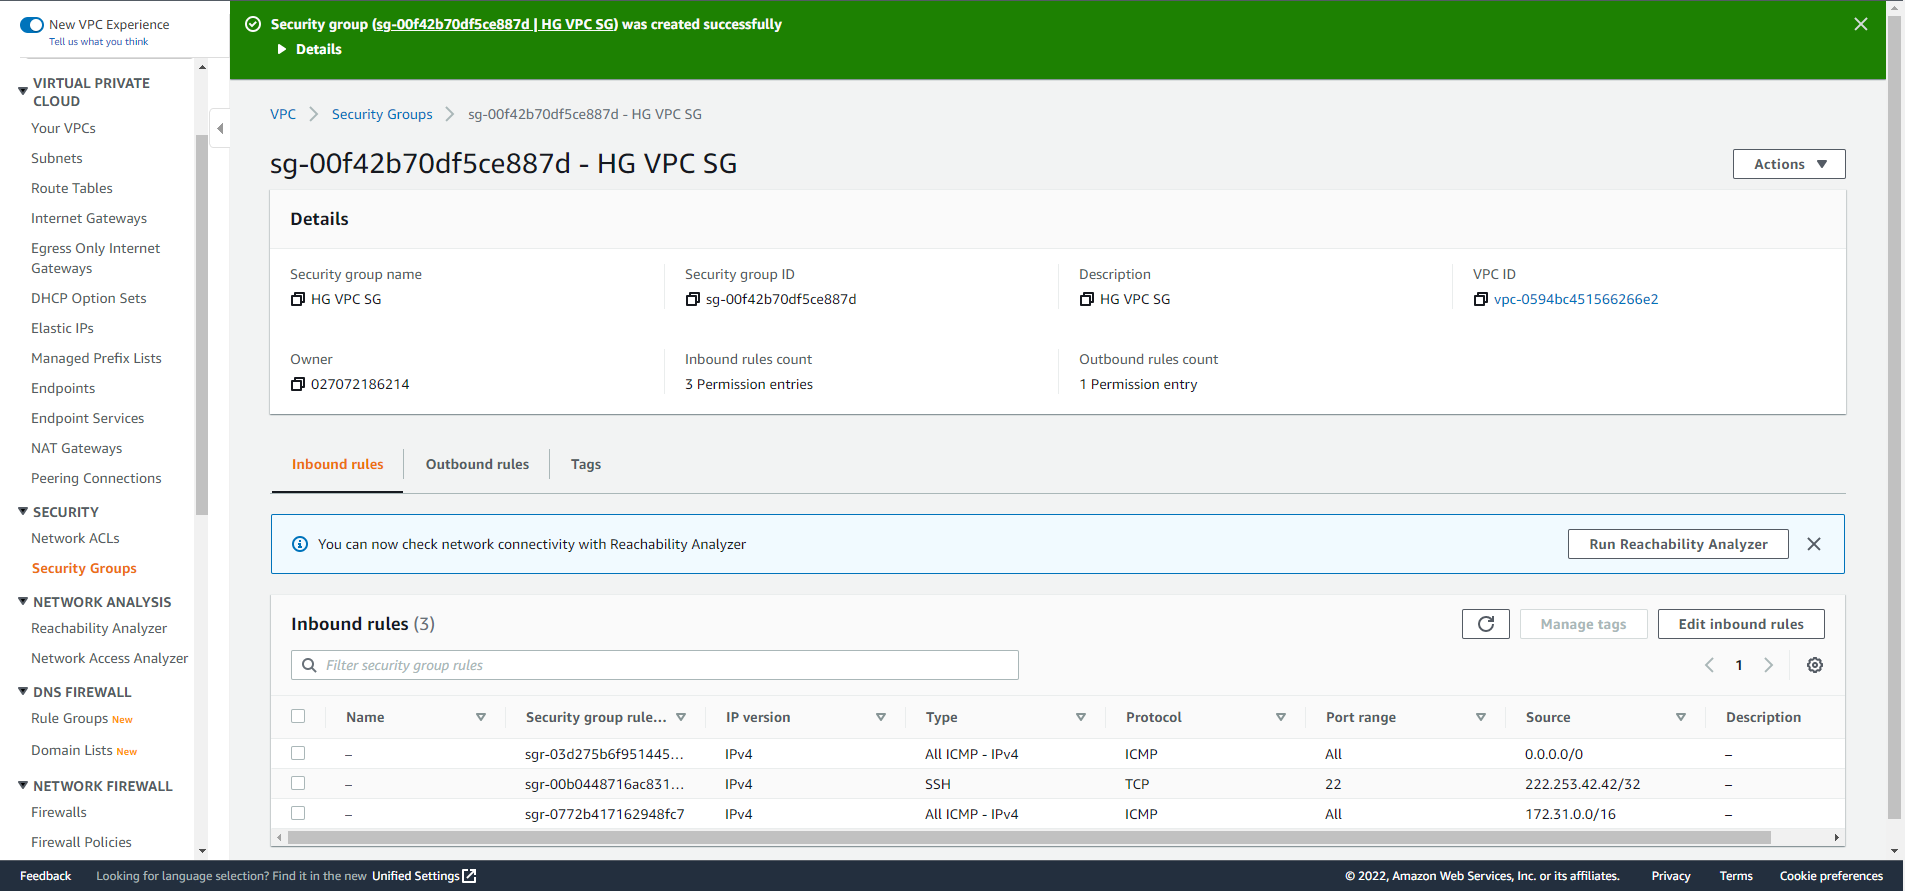 New VPC Experience
Tell us what you think
VIRTUAL PRIVATE
CLOUD
Your VPCs
Subnets
Route Tables
Internet Gateways
Egress Only Internet
Gateways
DHCP Option Sets
Elastic IPs
Managed Prefix Lists
Endpoints
Endpoint Services
NAT Gateways
Peering Connections
SECURITY
Network ACLs
Security Groups
NETWORK ANALYSIS
Reachability Analyzer
Network Access Analyzer
DNS FIREWALL
Rule Groups New
Domain Lists New
NETWORK FIREWALL
Firewalls
Firewall Policies
Security group (sg-00f42b70df5ce887d | HG VPC SG) was created successfully
Details
VPC Security Groups sg-00f42b70df5ce887d - HG VPC SG
sg-00f42b70df5ce887d - HG VPC SG
Actions
Details
Security group name Security group ID Description VPC ID
HG VPC SG sg-00f42b70df5ce887d HG VPC SG vpc-0594bc451566266e2
Owner Inbound rules count Outbound rules count
027072186214 3 Permission entries 1 Permission entry
Inbound rules Outbound rules Tags
You can now check network connectivity with Reachability Analyzer Run Reachability Analyzer
Inbound rules (3) Manage tags Edit inbound rules
Filter security group rules 1
Name Security group rule... IP version Type Protocol Port range Source Description
– sgr-03d275b6f951445... IPv4 All ICMP - IPv4 ICMP All 0.0.0.0/0 –
– sgr-00b0448716ac831... IPv4 SSH TCP 22 222.253.42.42/32 –
– sgr-0772b417162948fc7 IPv4 All ICMP - IPv4 ICMP All 172.31.0.0/16 –
Feedback Looking for language selection? Find it in the new Unified Settings © 2022, Amazon Web Services, Inc. or its affiliates. Privacy Terms Cookie preferences